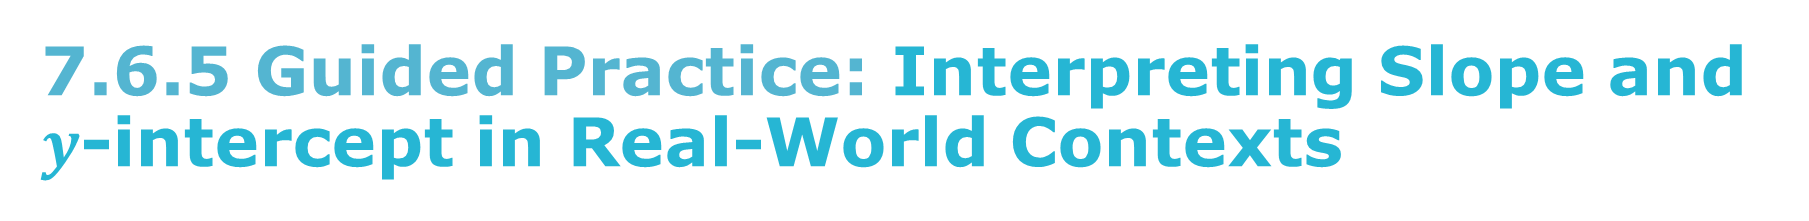 7.6.5 Guided Practice: Interpreting Slope and
y-intercept in Real-World Contexts